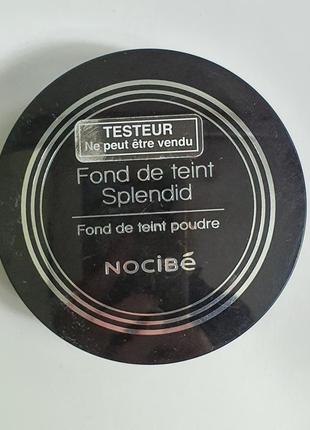 TESTEUR
Ne peut être vendu
Fond de teint
Splendid
Fond de teint poudre
NOCIBÉ